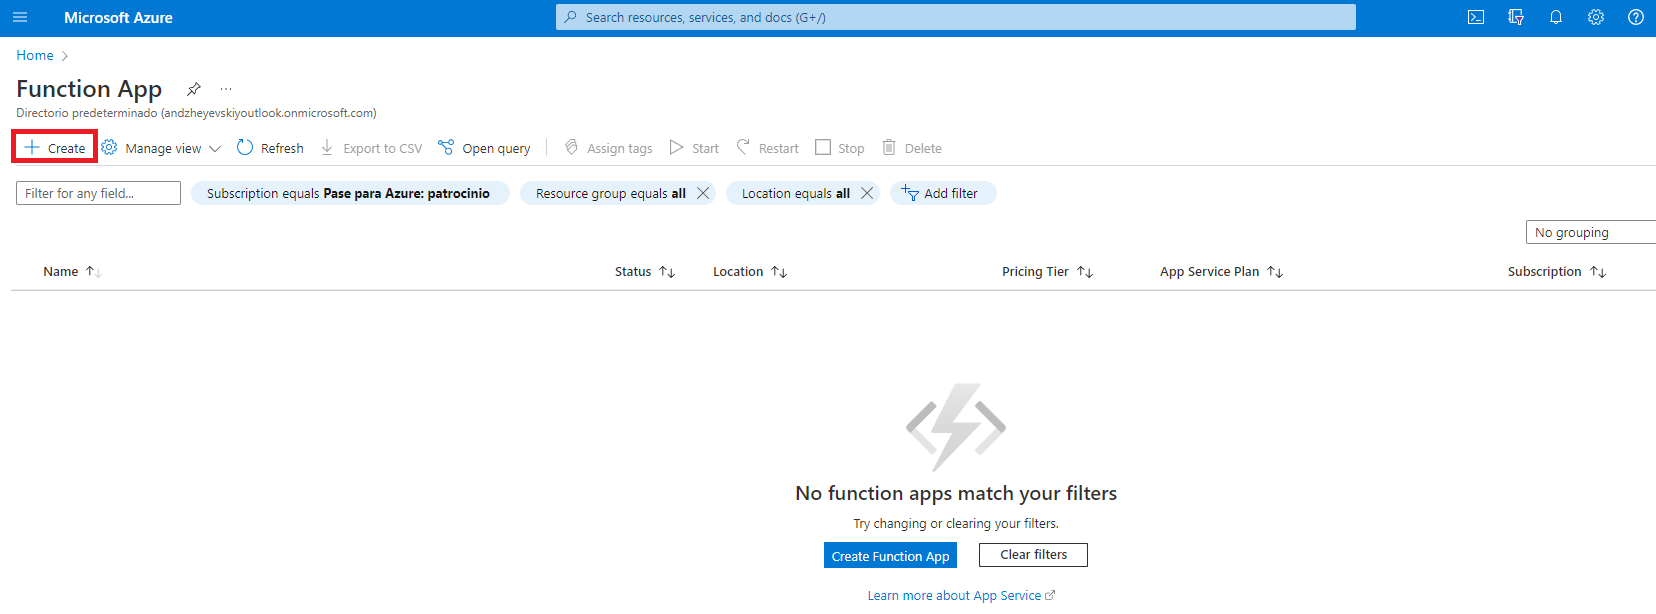 Microsoft Azure
Search resources, services, and docs (G+/)
Home
Function App
Directorio predeterminado (andzheyevskiyoutlook.onmicrosoft.com)
Create Manage view Refresh Export to CSV Open query Assign tags Start Restart Stop Delete
Filter for any field... Subscription equals Pase para Azure: patrocinio Resource group equals all Location equals all Add filter
No grouping
Name Status Location Pricing Tier App Service Plan Subscription
No function apps match your filters
Try changing or clearing your filters.
Create Function App Clear filters
Learn more about App Service